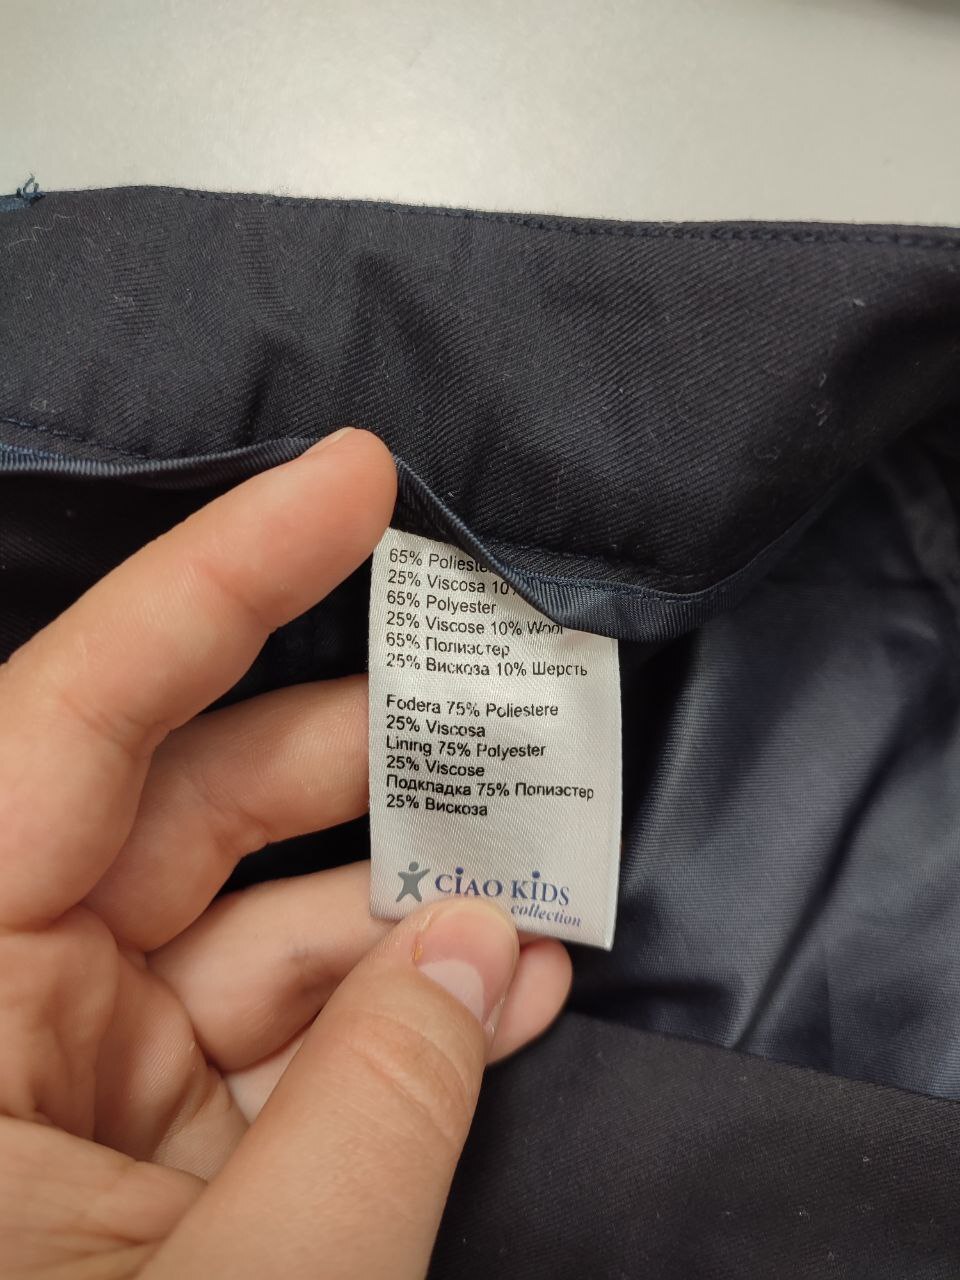 65% Polieste
25% Viscosa 10%
65% Polyester
25% Viscose 10% Wool
65% Полиэстер
25% Вискоза 10% Шерсть
Fodera 75% Poliestere
25% Viscosa
Lining 75% Polyester
25% Viscose
Подкладка 75% Полиэстер
25% Вискоза
CIAO KIDS
collection